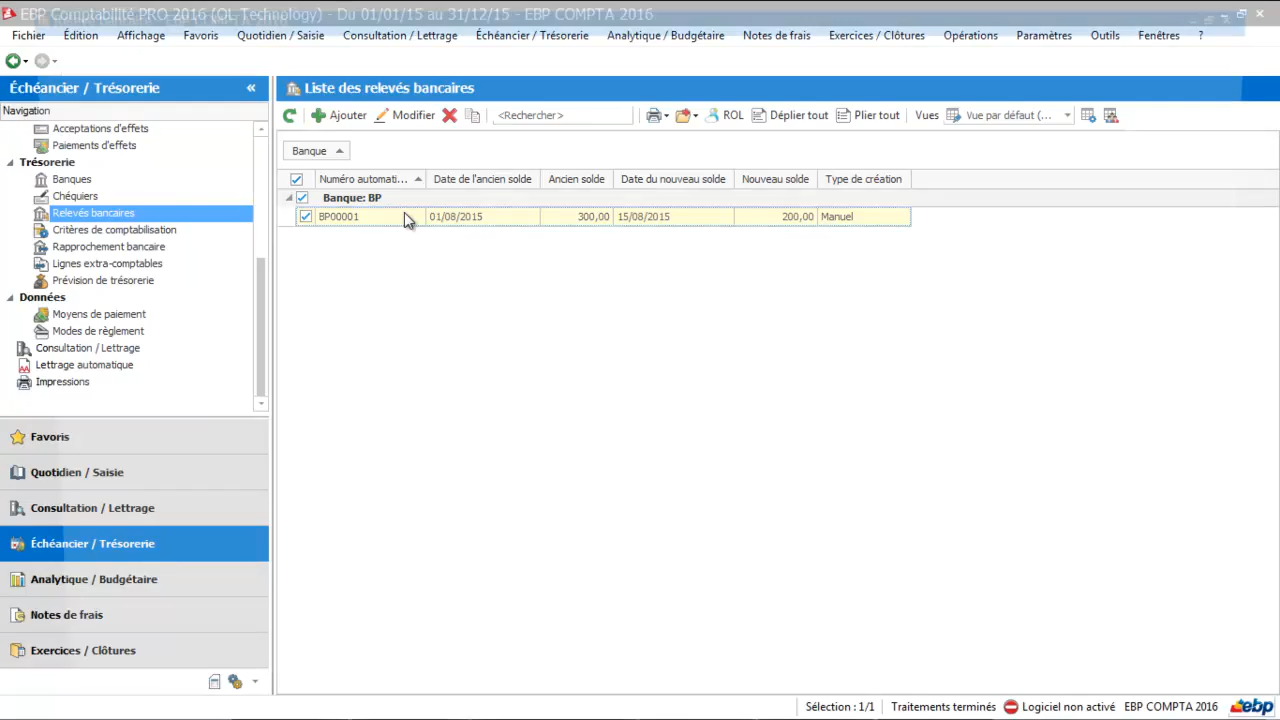 EBP Comptabilité PRO 2016 (OL Technology) - Du 01/01/15 au 31/12/15 - EBP COMPTA 2016
Fichier Édition Affichage Favoris Quotidien / Saisie Consultation / Lettrage Échéancier / Trésorerie Analytique / Budgétaire Notes de frais Exercices / Clôtures Opérations Paramètres Outils Fenêtres ?
Échéancier / Trésorerie «
Navigation
Acceptations d'effets
Paiements d'effets
Trésorerie
Banques
Chéquiers
Relevés bancaires
Critères de comptabilisation
Rapprochement bancaire
Lignes extra-comptables
Prévision de trésorerie
Données
Moyens de paiement
Modes de règlement
Consultation / Lettrage
Lettrage automatique
Impressions
Favoris
Quotidien / Saisie
Consultation / Lettrage
Échéancier / Trésorerie
Analytique / Budgétaire
Notes de frais
Exercices / Clôtures
Liste des relevés bancaires
Ajouter Modifier <Rechercher> ROL Déplier tout Plier tout Vues Vue par défaut (...
Banque
Numéro automati... Date de l'ancien solde Ancien solde Date du nouveau solde Nouveau solde Type de création
Banque: BP
BP00001 01/08/2015 300,00 15/08/2015 200,00 Manuel
Sélection : 1/1 Traitements terminés Logiciel non activé EBP COMPTA 2016 ebp